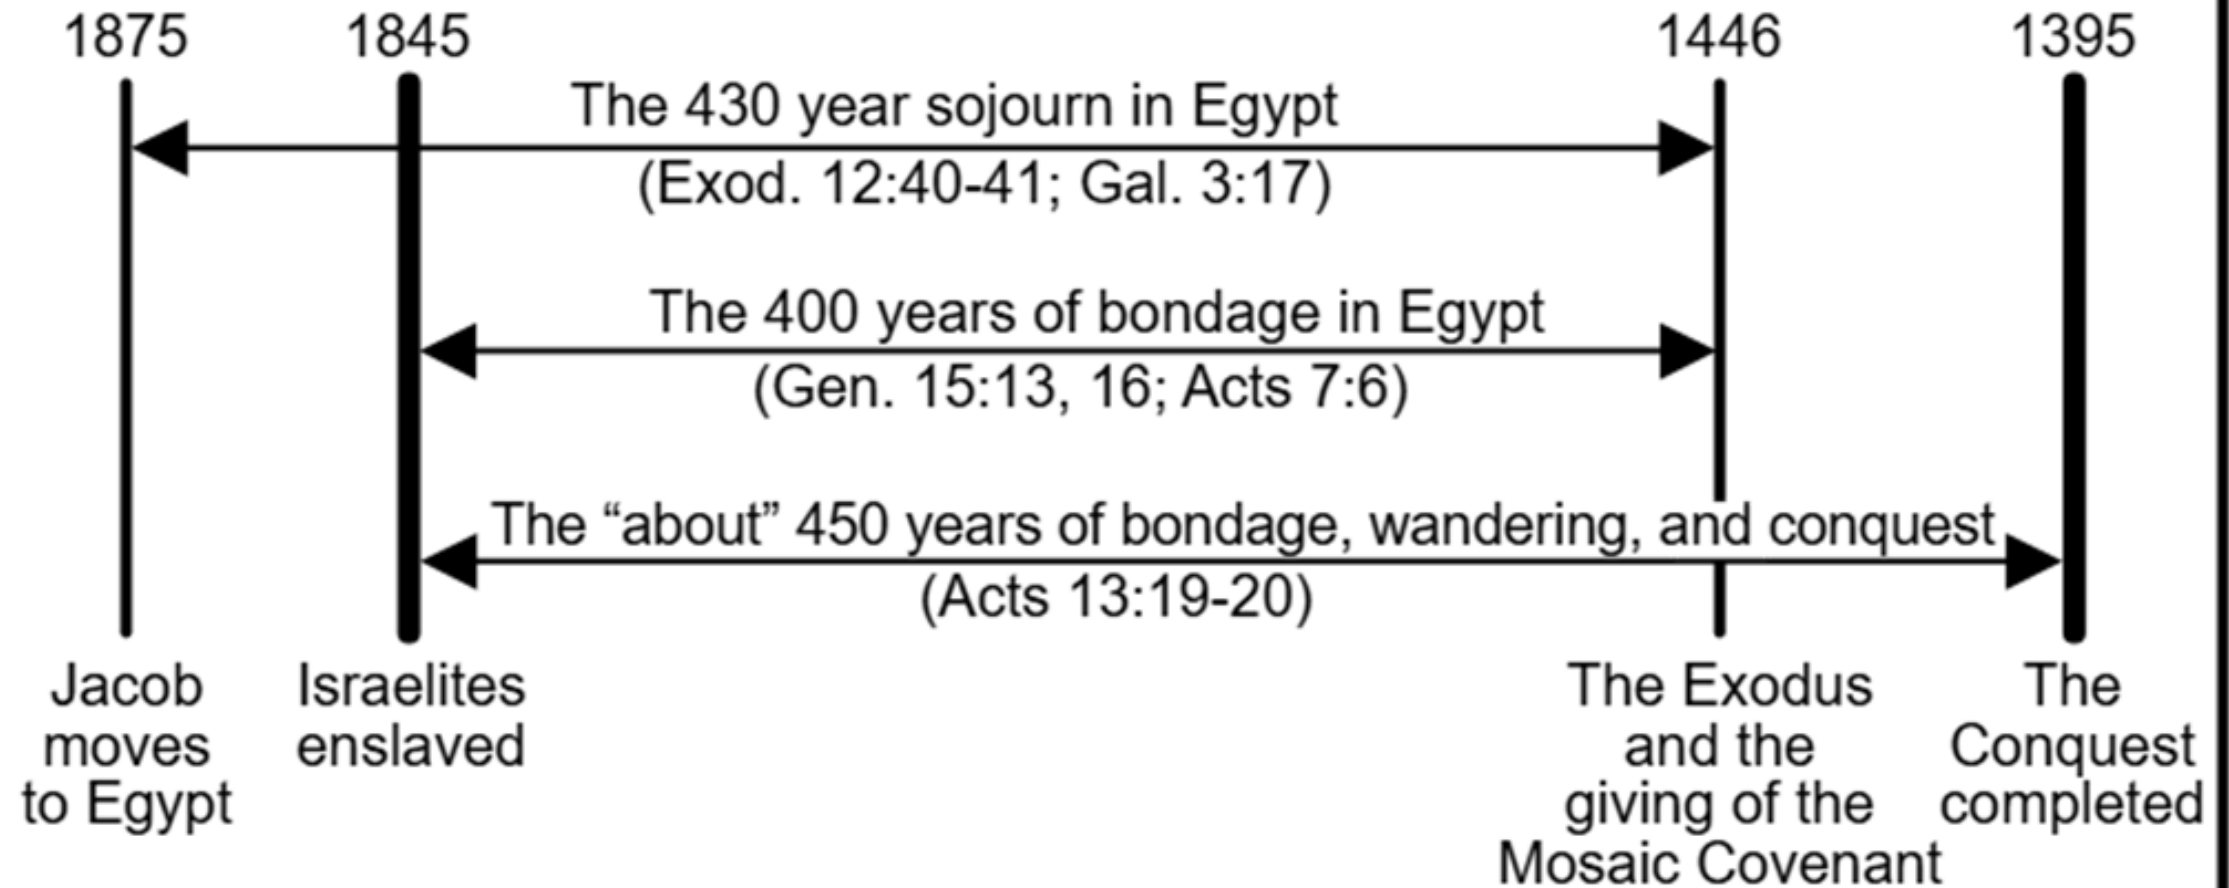 1875
1845
1446
1395
The 430 year sojourn in Egypt
(Exod. 12:40-41; Gal. 3:17)
The 400 years of bondage in Egypt
(Gen. 15:13, 16; Acts 7:6)
The “about” 450 years of bondage, wandering, and conquest
(Acts 13:19-20)
Jacob
moves
to Egypt
Israelites
enslaved
The Exodus
and the
giving of the
Mosaic Covenant
The
Conquest
completed